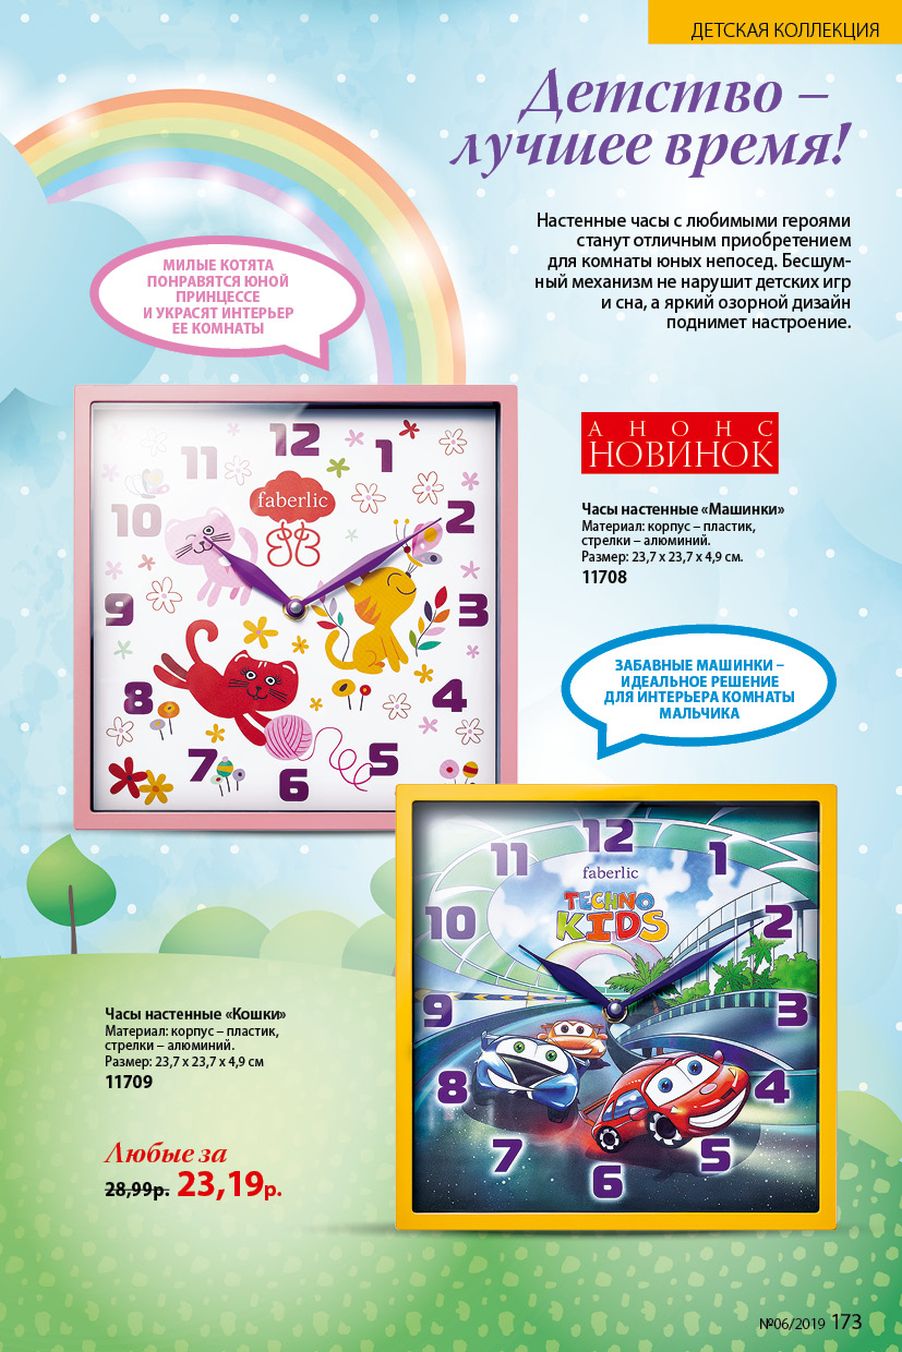 ДЕТСКАЯ КОЛЛЕКЦИЯ
Детство –
лучшее время!
Настенные часы с любимыми героями
станут отличным приобретением
для комнаты юных непосед. Бесшум-
ный механизм не нарушит детских игр
и сна, а яркий озорной дизайн
поднимет настроение.
МИЛЫЕ КОТЯТА
ПОНРАВЯТСЯ ЮНОЙ
ПРИНЦЕССЕ
И УКРАСЯТ ИНТЕРЬЕР
ЕЕ КОМНАТЫ
12
11
1
faberlic
10
2
9
3
8
4
7
5
6
АНОНС
НОВИНОК
Часы настенные «Машинки»
Материал: корпус – пластик,
стрелки – алюминий.
Размер: 23,7 х 23,7 х 4,9 см.
11708
ЗАБАВНЫЕ МАШИНКИ –
ИДЕАЛЬНОЕ РЕШЕНИЕ
ДЛЯ ИНТЕРЬЕРА КОМНАТЫ
МАЛЬЧИКА
12
11
1
faberlic
TECHNO
KIDS
10
2
9
3
8
4
7
5
6
Часы настенные «Кошки»
Материал: корпус – пластик,
стрелки – алюминий.
Размер: 23,7 х 23,7 х 4,9 см
11709
Любые за
28,99р. 23,19р.
№06/2019 173